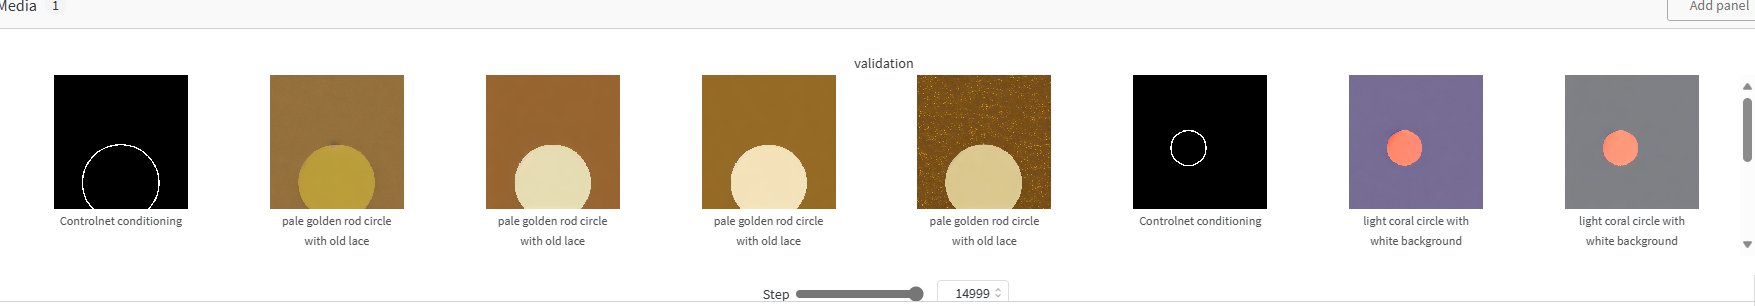 Media 1
Add panel
validation
Controlnet conditioning
pale golden rod circle
with old lace
pale golden rod circle
with old lace
pale golden rod circle
with old lace
pale golden rod circle
with old lace
Controlnet conditioning
light coral circle with
white background
light coral circle with
white background
Step 14999